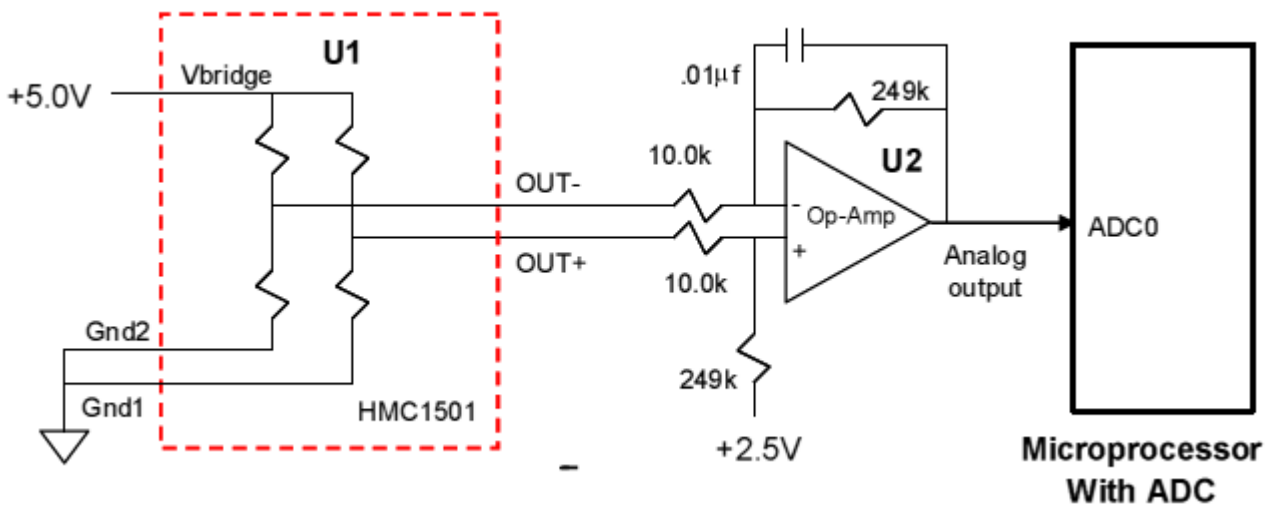 U1
Vbridge
+5.0V
.01µf
249k
10.0k
U2
OUT-
-
Op-Amp
ADC0
+
OUT+
10.0k
Analog
output
Gnd2
249k
Gnd1
HMC1501
+2.5V
Microprocessor
With ADC